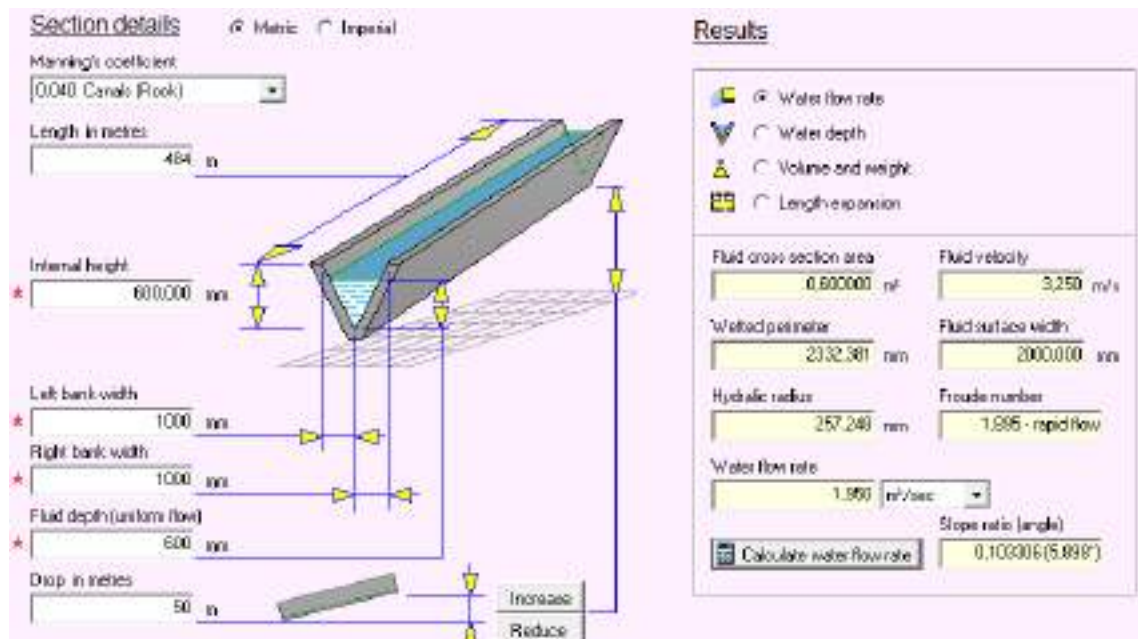 Section details
Metric Imperial
Manning's coefficient
0.040 Canals (Rook)
Length in metres
484 m
Internal height
600,000 mm
Left bank width
1000 mm
Right bank width
1000 mm
Fluid depth (uniform flow)
600 mm
Drop in metres
50 m
Increase
Reduce
Results
Water flow rate
Water depth
Volume and weight
Length expansion
Fluid cross section area
0,600000 m²
Fluid velocity
3,250 m/s
Wetted perimeter
2332,381 mm
Fluid surface width
2000,000 mm
Hydralic radius
257,248 mm
Froude number
1,895 - rapid flow
Water flow rate
1,950 m³/sec
Slope ratio (angle)
Calculate water flow rate
0,103306 (5,898°)